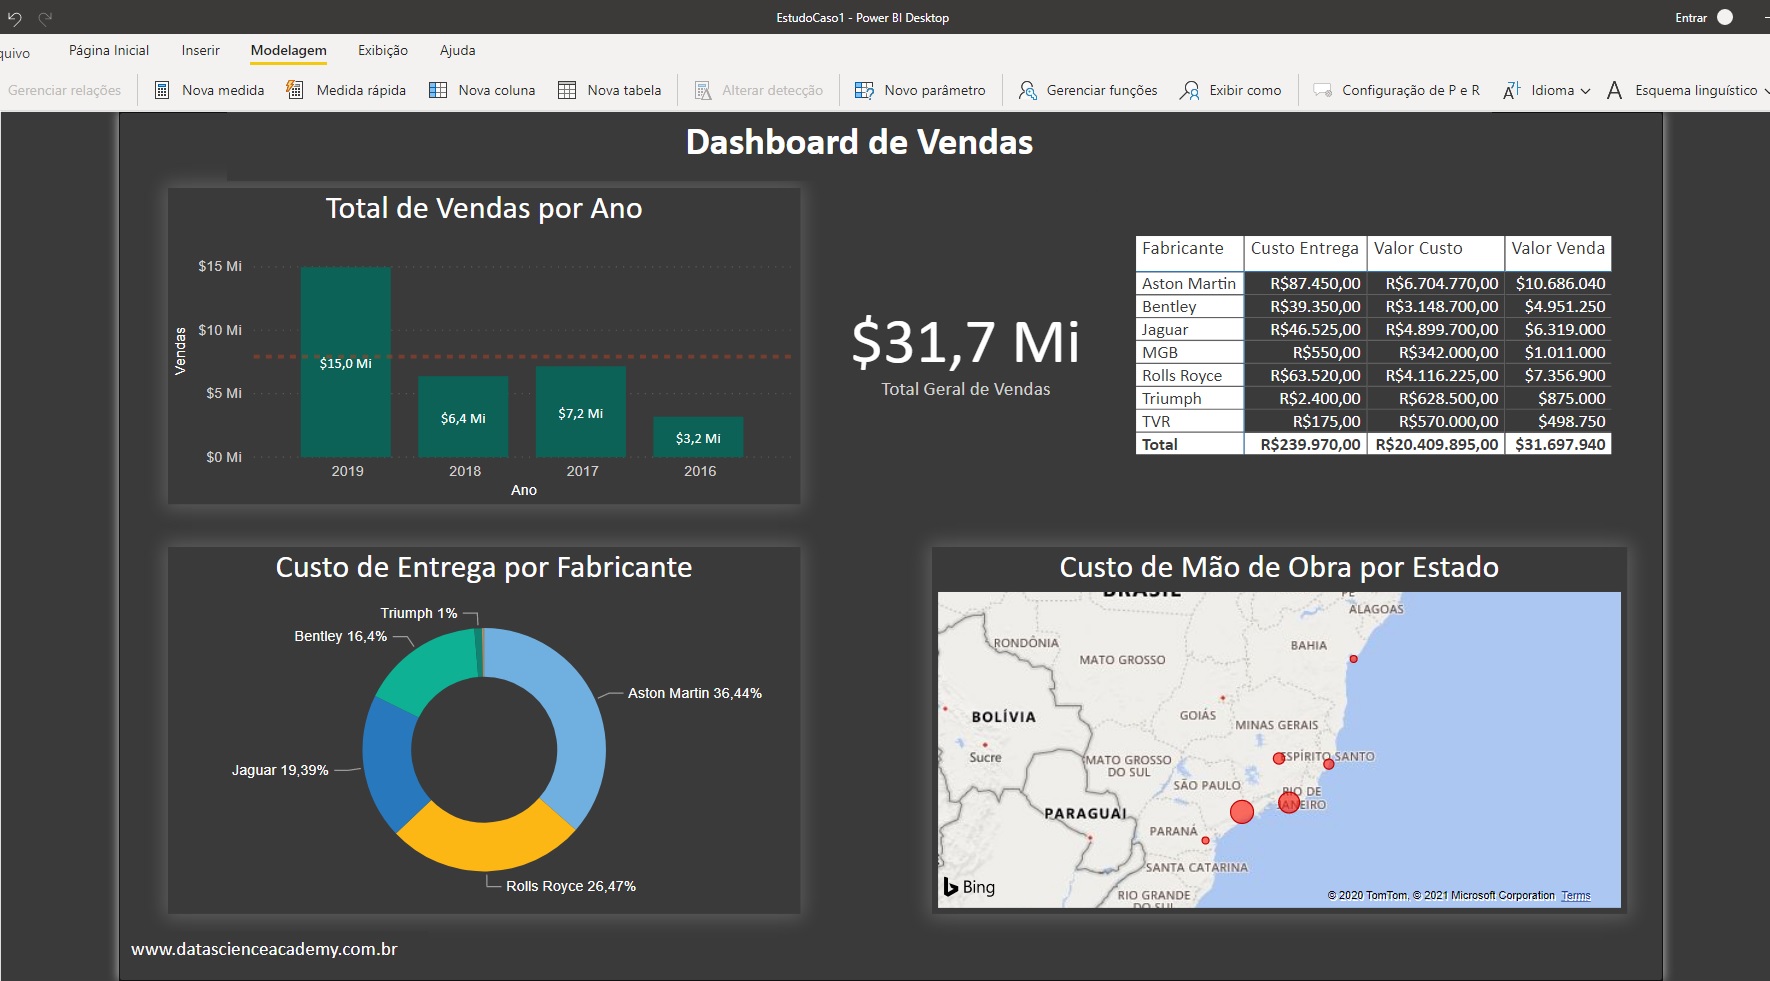 EstudoCaso1 - Power BI Desktop
Entrar
quivo Página Inicial Inserir Modelagem Exibição Ajuda
Gerenciar relações Nova medida Medida rápida Nova coluna Nova tabela Alterar detecção Novo parâmetro Gerenciar funções Exibir como Configuração de P e R Idioma Esquema linguístico
Dashboard de Vendas
Total de Vendas por Ano
$15 Mi
$10 Mi
$5 Mi
$0 Mi
Vendas
$15,0 Mi
$6,4 Mi
$7,2 Mi
$3,2 Mi
2019 2018 2017 2016
Ano
$31,7 Mi
Total Geral de Vendas
Fabricante Custo Entrega Valor Custo Valor Venda
Aston Martin R$87.450,00 R$6.704.770,00 $10.686.040
Bentley R$39.350,00 R$3.148.700,00 $4.951.250
Jaguar R$46.525,00 R$4.899.700,00 $6.319.000
MGB R$550,00 R$342.000,00 $1.011.000
Rolls Royce R$63.520,00 R$4.116.225,00 $7.356.900
Triumph R$2.400,00 R$628.500,00 $875.000
TVR R$175,00 R$570.000,00 $498.750
Total R$239.970,00 R$20.409.895,00 $31.697.940
Custo de Entrega por Fabricante
Triumph 1%
Bentley 16,4%
Aston Martin 36,44%
Jaguar 19,39%
Rolls Royce 26,47%
Custo de Mão de Obra por Estado
BRASIL
PE
ALAGOAS
RONDÔNIA
BAHIA
MATO GROSSO
BOLÍVIA
GOIÁS
MINAS GERAIS
Sucre
MATO GROSSO
DO SUL
ESPÍRITO SANTO
SÃO PAULO
RIO DE
JANEIRO
PARAGUAI
PARANÁ
SANTA CATARINA
RIO GRANDE
DO SUL
Bing
© 2020 TomTom, © 2021 Microsoft Corporation Terms
www.datascienceacademy.com.br